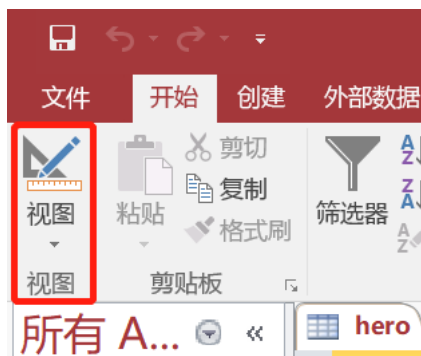 文件 开始 创建 外部数据
视图
粘贴
剪切
复制
格式刷
筛选器
视图 剪贴板
所有 A... hero